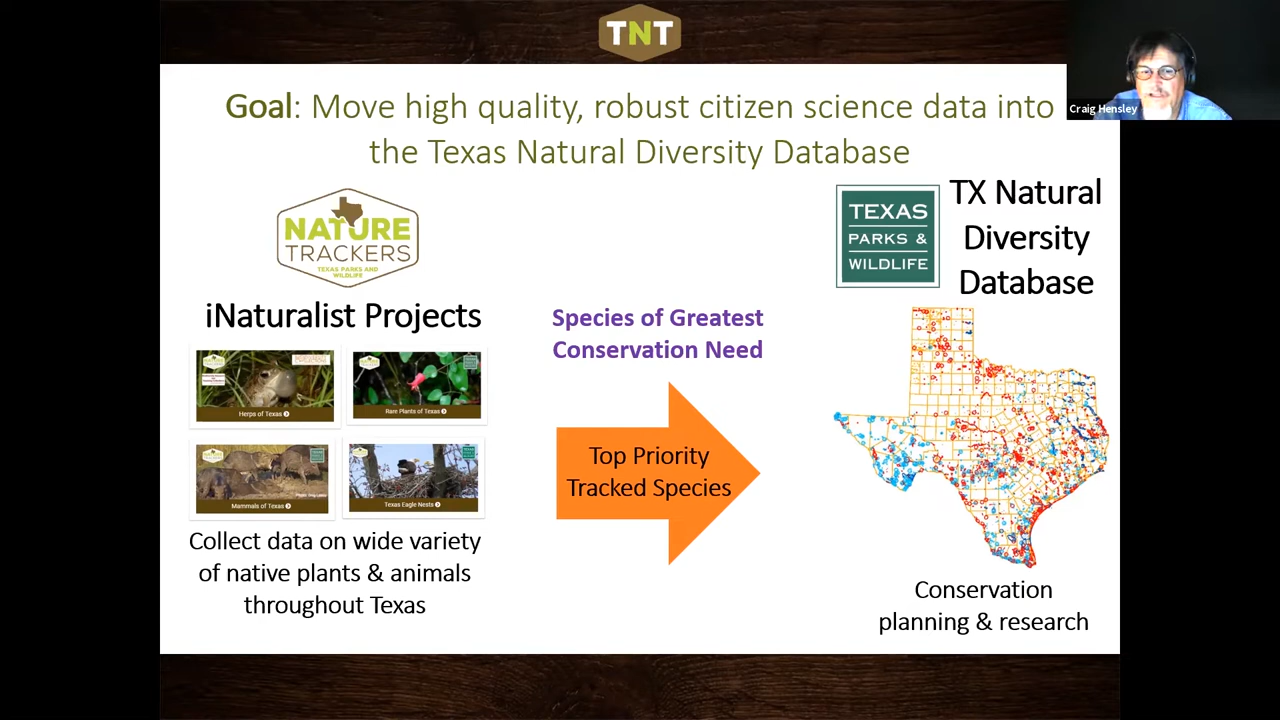 TNT
Craig Hensley
Goal: Move high quality, robust citizen science data into
the Texas Natural Diversity Database
NATURE
TRACKERS
TEXAS PARKS AND
WILDLIFE
iNaturalist Projects
Herps of Texas
Rare Plants of Texas
Mammals of Texas
Texas Eagle Nests
Collect data on wide variety
of native plants & animals
throughout Texas
Species of Greatest
Conservation Need
Top Priority
Tracked Species
TEXAS
PARKS &
WILDLIFE
TX Natural
Diversity
Database
Conservation
planning & research